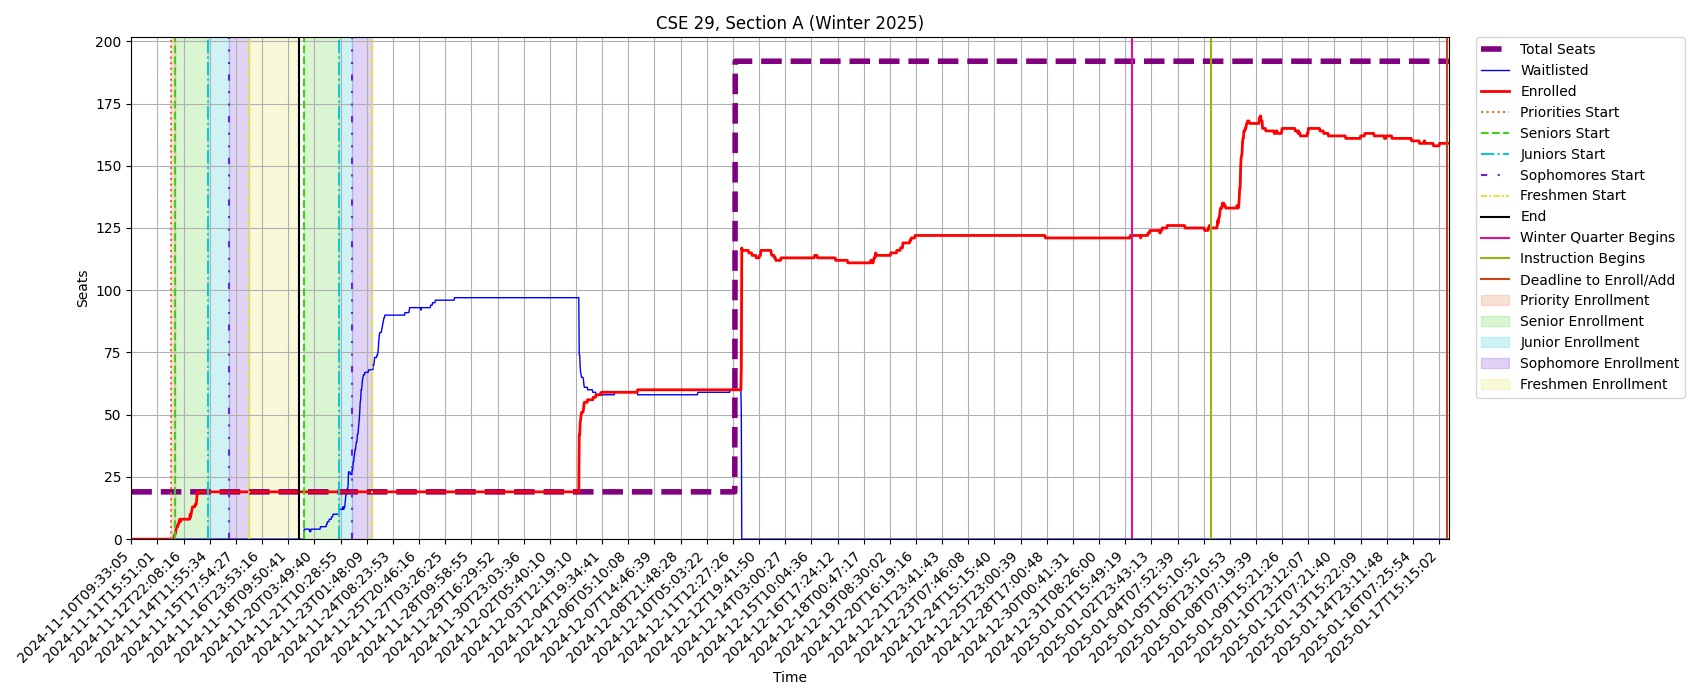 CSE 29, Section A (Winter 2025)
Seats
200
175
150
125
100
75
50
25
0
2024-11-10T09:33:05
2024-11-11T15:51:01
2024-11-12T22:08:16
2024-11-14T11:55:34
2024-11-15T17:54:27
2024-11-16T23:53:16
2024-11-18T09:50:41
2024-11-20T03:49:40
2024-11-21T10:28:55
2024-11-23T01:48:09
2024-11-24T08:23:53
2024-11-25T20:46:16
2024-11-27T03:26:25
2024-11-28T09:58:55
2024-11-29T16:29:52
2024-11-30T23:03:36
2024-12-02T05:40:10
2024-12-03T12:19:10
2024-12-04T19:34:41
2024-12-06T05:10:08
2024-12-07T14:46:39
2024-12-08T21:48:28
2024-12-10T05:03:22
2024-12-11T12:27:26
2024-12-12T19:41:50
2024-12-14T03:00:27
2024-12-15T10:04:36
2024-12-16T17:24:12
2024-12-18T00:47:17
2024-12-19T08:30:02
2024-12-20T16:19:16
2024-12-21T23:41:43
2024-12-23T07:46:08
2024-12-24T15:15:40
2024-12-25T23:00:39
2024-12-28T17:00:48
2024-12-30T00:41:31
2024-12-31T08:26:00
2025-01-01T15:49:19
2025-01-02T23:43:13
2025-01-04T07:52:39
2025-01-05T15:10:52
2025-01-06T23:10:53
2025-01-08T07:19:39
2025-01-09T15:21:26
2025-01-10T23:12:07
2025-01-12T07:21:40
2025-01-13T15:22:09
2025-01-14T23:11:48
2025-01-16T07:25:54
2025-01-17T15:15:02
Time
Total Seats
Waitlisted
Enrolled
Priorities Start
Seniors Start
Juniors Start
Sophomores Start
Freshmen Start
End
Winter Quarter Begins
Instruction Begins
Deadline to Enroll/Add
Priority Enrollment
Senior Enrollment
Junior Enrollment
Sophomore Enrollment
Freshmen Enrollment